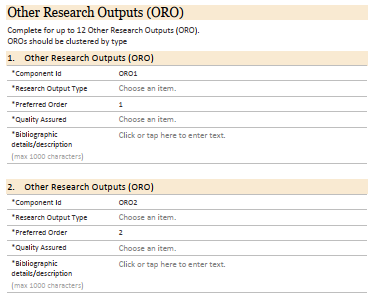 Other Research Outputs (ORO)
Complete for up to 12 Other Research Outputs (ORO).
OROs should be clustered by type
1. Other Research Outputs (ORO)
*Component Id ORO1
*Research Output Type Choose an item.
*Preferred Order 1
*Quality Assured Choose an item.
*Bibliographic details/description Click or tap here to enter text.
(max 1000 characters)
2. Other Research Outputs (ORO)
*Component Id ORO2
*Research Output Type Choose an item.
*Preferred Order 2
*Quality Assured Choose an item.
*Bibliographic details/description Click or tap here to enter text.
(max 1000 characters)